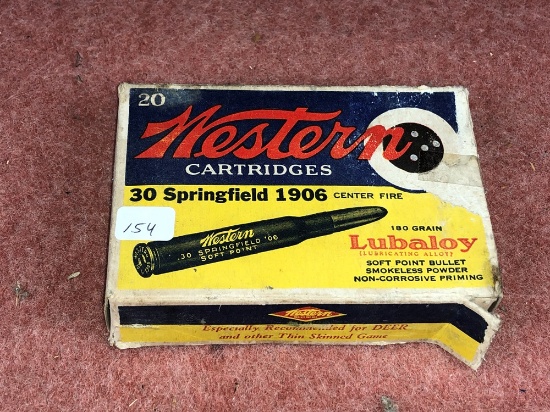 20
Western
CARTRIDGES
30 Springfield 1906 CENTER FIRE
154
Western
.30 SPRINGFIELD '06
SOFT POINT
180 GRAIN
Lubaloy
(LUBRICATING ALLOY)
SOFT POINT BULLET
SMOKELESS POWDER
NON-CORROSIVE PRIMING
Especially Recommended for DEER
and other Thin Skinned Game